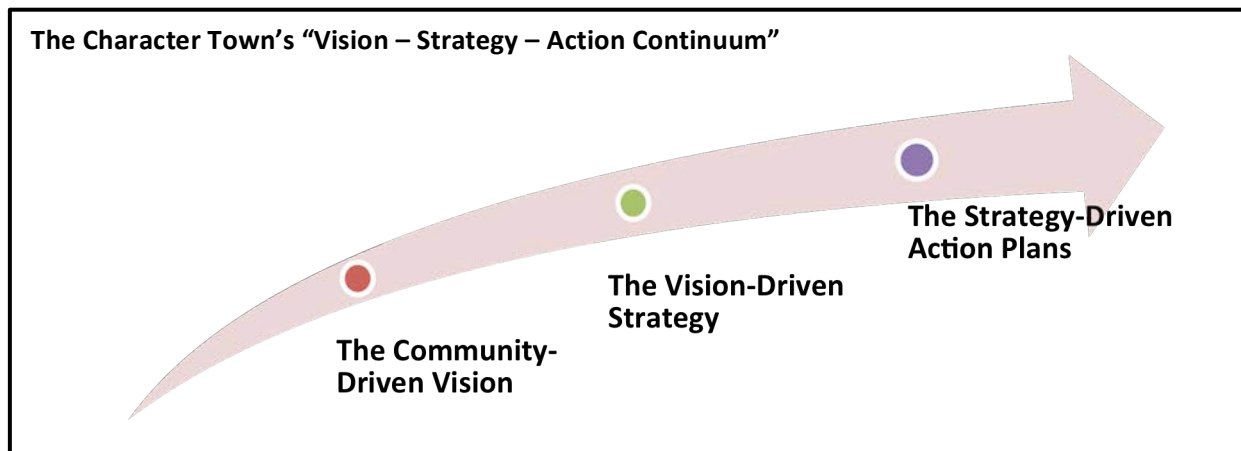 The Character Town’s “Vision – Strategy – Action Continuum”
The Strategy-Driven
Action Plans
The Vision-Driven
Strategy
The Community-
Driven Vision